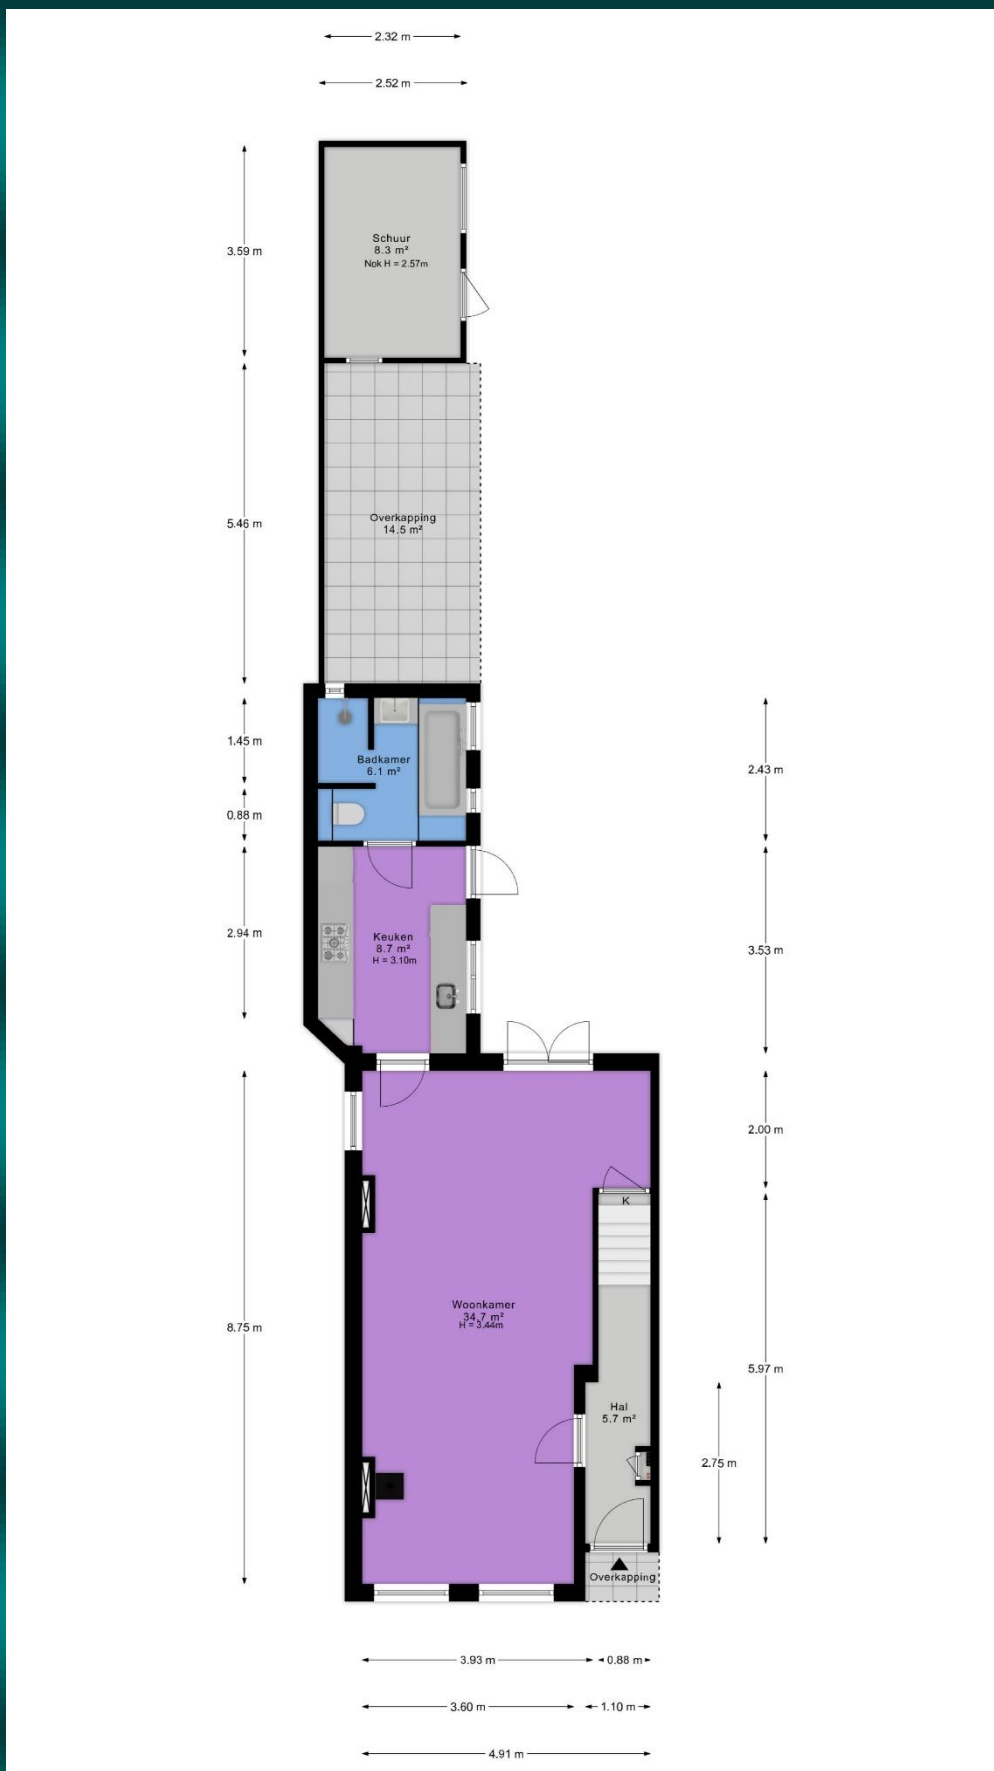 2.32 m
2.52 m
3.59 m
Schuur
8.3 m²
Nok H = 2.57m
5.46 m
Overkapping
14.5 m²
1.45 m
Badkamer
6.1 m²
2.43 m
0.88 m
2.94 m
Keuken
8.7 m²
H = 3.10m
3.53 m
2.00 m
K
8.75 m
Woonkamer
34.7 m²
H = 3.44m
5.97 m
Hal
5.7 m²
2.75 m
Overkapping
3.93 m
0.88 m
3.60 m
1.10 m
4.91 m